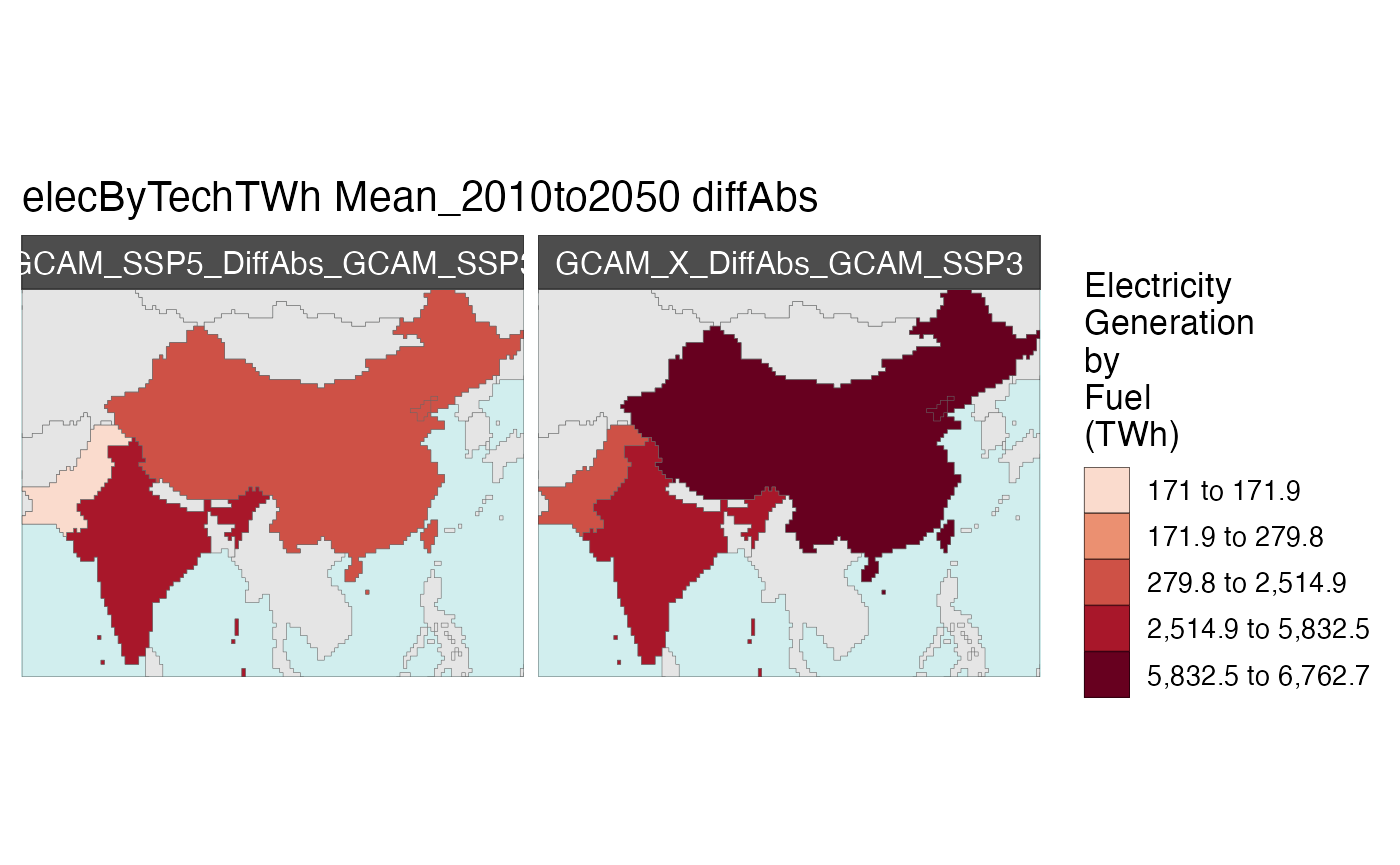 elecByTechTWh Mean_2010to2050 diffAbs
GCAM_SSP5_DiffAbs_GCAM_SSP3
GCAM_X_DiffAbs_GCAM_SSP3
Electricity
Generation
by
Fuel
(TWh)
171 to 171.9
171.9 to 279.8
279.8 to 2,514.9
2,514.9 to 5,832.5
5,832.5 to 6,762.7